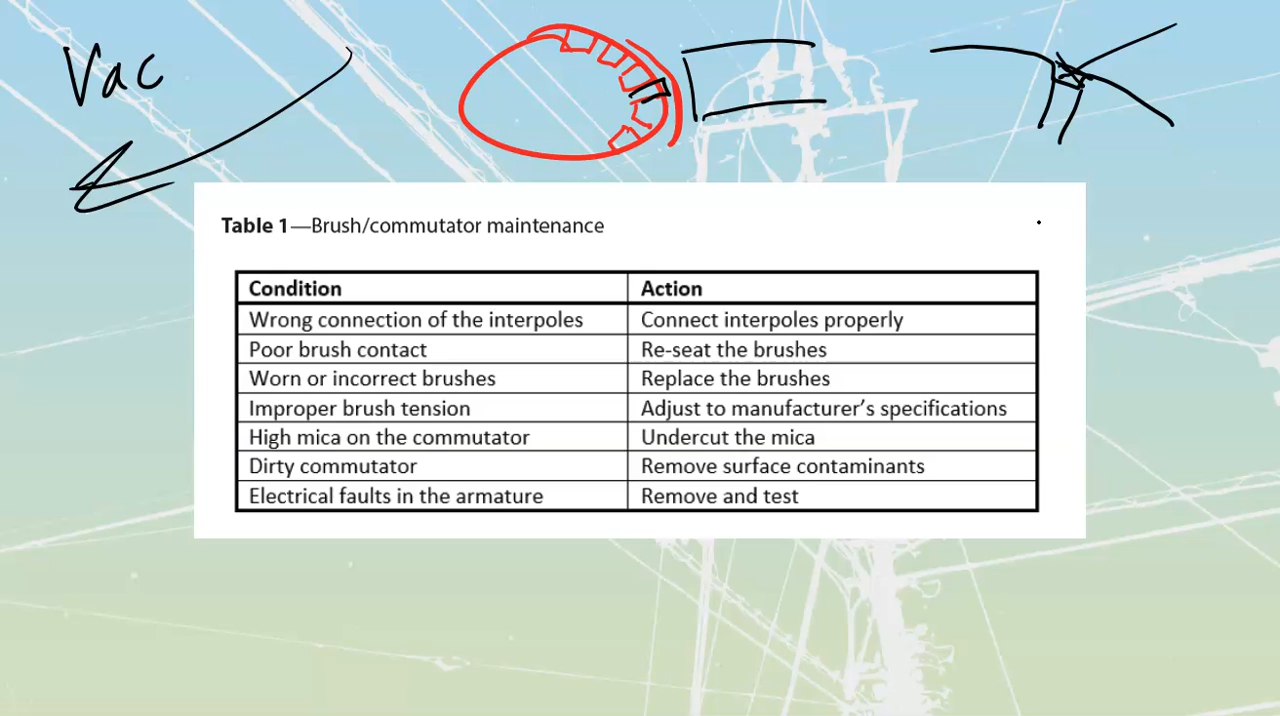 Vac
Table 1—Brush/commutator maintenance
Condition Action
Wrong connection of the interpoles Connect interpoles properly
Poor brush contact Re-seat the brushes
Worn or incorrect brushes Replace the brushes
Improper brush tension Adjust to manufacturer’s specifications
High mica on the commutator Undercut the mica
Dirty commutator Remove surface contaminants
Electrical faults in the armature Remove and test